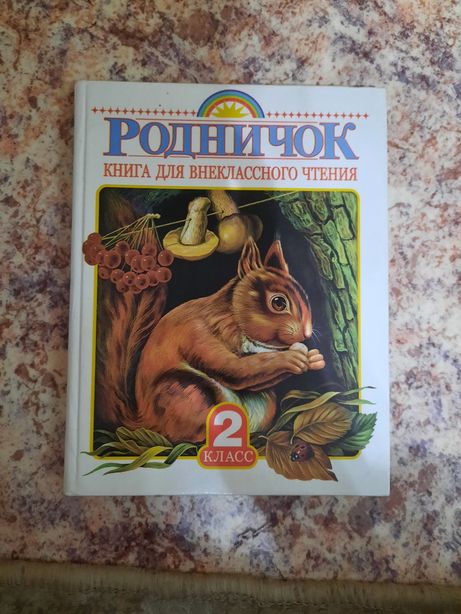 РОДНИЧОК
КНИГА ДЛЯ ВНЕКЛАССНОГО ЧТЕНИЯ
2
КЛАСС